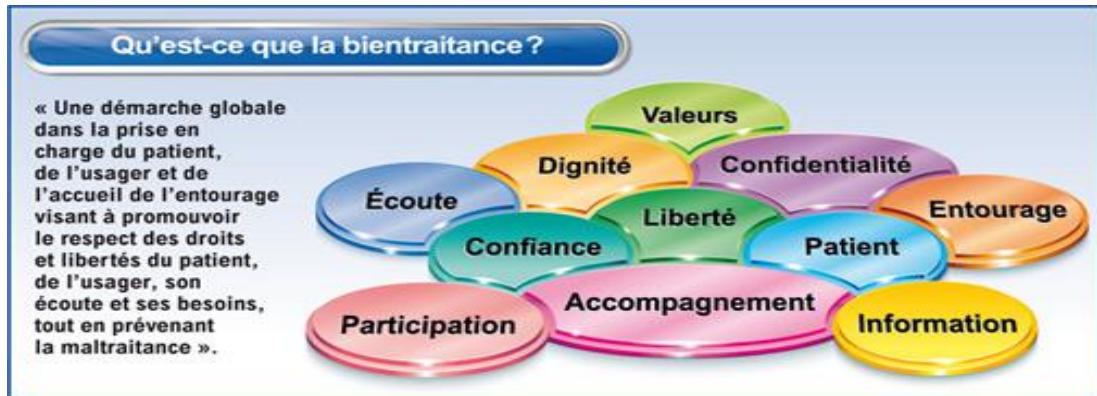 Qu'est-ce que la bientraitance ?
« Une démarche globale
dans la prise en
charge du patient,
de l'usager et de
l'accueil de l'entourage
visant à promouvoir
le respect des droits
et libertés du patient,
de l'usager, son
écoute et ses besoins,
tout en prévenant
la maltraitance ».
Valeurs
Dignité
Confidentialité
Écoute
Liberté
Entourage
Confiance
Patient
Accompagnement
Participation
Information